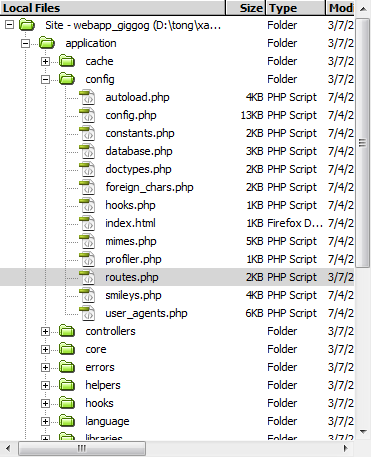 Local Files Size Type Mod
Site - webapp_giggog (D:\tong\xa... Folder 3/7/2
application Folder 3/7/2
cache Folder 3/7/2
config Folder 3/7/2
autoload.php 4KB PHP Script 7/4/2
config.php 13KB PHP Script 7/4/2
constants.php 2KB PHP Script 7/4/2
database.php 3KB PHP Script 7/4/2
doctypes.php 2KB PHP Script 7/4/2
foreign_chars.php 2KB PHP Script 7/4/2
hooks.php 1KB PHP Script 7/4/2
index.html 1KB Firefox D... 7/4/2
mimes.php 5KB PHP Script 7/4/2
profiler.php 1KB PHP Script 7/4/2
routes.php 2KB PHP Script 3/7/2
smileys.php 4KB PHP Script 7/4/2
user_agents.php 6KB PHP Script 7/4/2
controllers Folder 3/7/2
core Folder 3/7/2
errors Folder 3/7/2
helpers Folder 3/7/2
hooks Folder 3/7/2
language Folder 3/7/2
libraries Folder 3/7/2